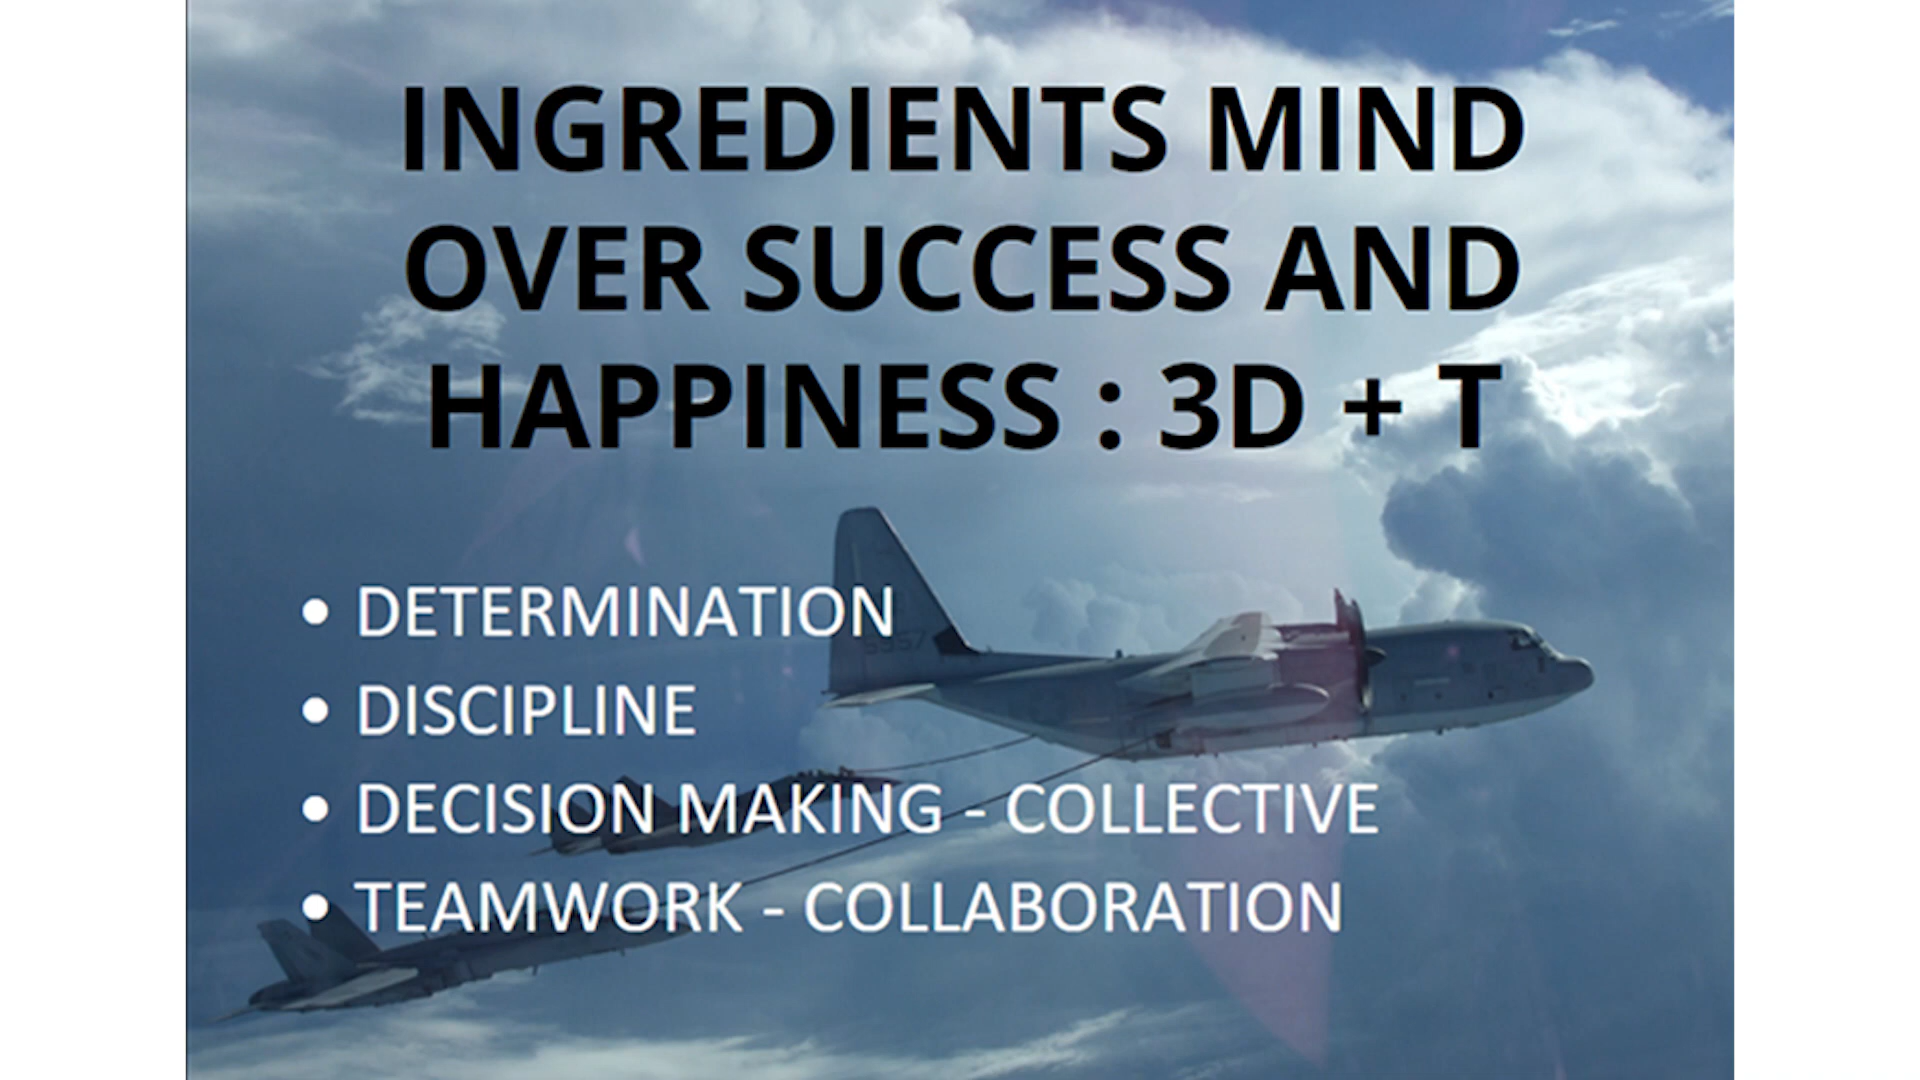 INGREDIENTS MIND
OVER SUCCESS AND
HAPPINESS : 3D + T
• DETERMINATION
• DISCIPLINE
• DECISION MAKING - COLLECTIVE
• TEAMWORK - COLLABORATION